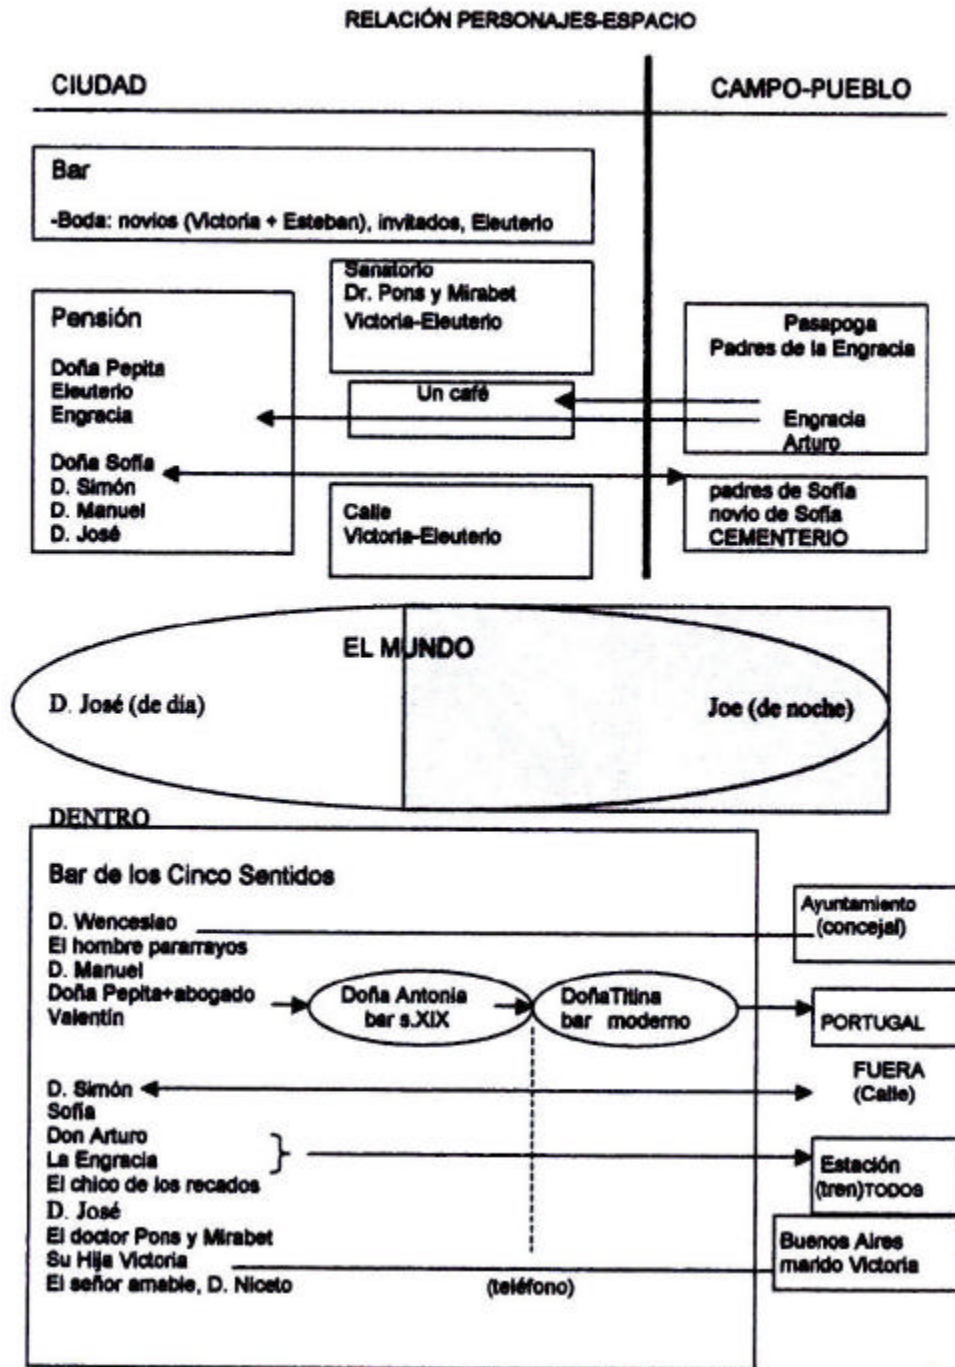 RELACIÓN PERSONAJES-ESPACIO
CIUDAD
CAMPO-PUEBLO
Bar
-Boda: novios (Victoria + Esteban), invitados, Eleuterio
Sanatorio
Dr. Pons y Mirabet
Victoria-Eleuterio
Pensión
Doña Pepita
Eleuterio
Engracia
Doña Sofía
D. Simón
D. Manuel
D. José
Un café
Calle
Victoria-Eleuterio
Pasapoga
Padres de la Engracia
Engracia
Arturo
padres de Sofía
novio de Sofía
CEMENTERIO
EL MUNDO
D. José (de día)
Joe (de noche)
DENTRO
Bar de los Cinco Sentidos
D. Wenceslao
El hombre pararrayos
D. Manuel
Doña Pepita+abogado
Valentín
Doña Antonia
bar s.XIX
DoñaTitina
bar moderno
Ayuntamiento
(concejal)
PORTUGAL
FUERA
(Calle)
D. Simón
Sofía
Don Arturo
La Engracia
El chico de los recados
D. José
El doctor Pons y Mirabet
Su Hija Victoria
El señor amable, D. Niceto
(teléfono)
Estación
(tren)TODOS
Buenos Aires
marido Victoria